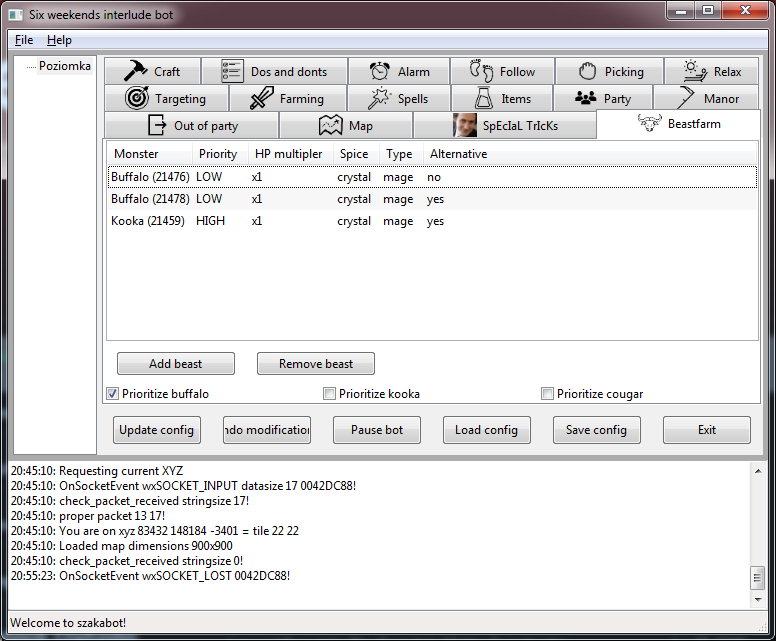 Six weekends interlude bot
File Help
Poziomka
Craft Dos and donts Alarm Follow Picking Relax
Targeting Farming Spells Items Party Manor
Out of party Map SpEcIaL TrIcKs Beastfarm
Monster Priority HP multipler Spice Type Alternative
Buffalo (21476) LOW x1 crystal mage no
Buffalo (21478) LOW x1 crystal mage yes
Kooka (21459) HIGH x1 crystal mage yes
Add beast Remove beast
Prioritize buffalo Prioritize kooka Prioritize cougar
Update config ndo modification Pause bot Load config Save config Exit
20:45:10: Requesting current XYZ
20:45:10: OnSocketEvent wxSOCKET_INPUT datasize 17 0042DC88!
20:45:10: check_packet_received stringsize 17!
20:45:10: proper packet 13 17!
20:45:10: You are on xyz 83432 148184 -3401 = tile 22 22
20:45:10: Loaded map dimensions 900x900
20:45:10: check_packet_received stringsize 0!
20:55:23: OnSocketEvent wxSOCKET_LOST 0042DC88!
Welcome to szakabot!